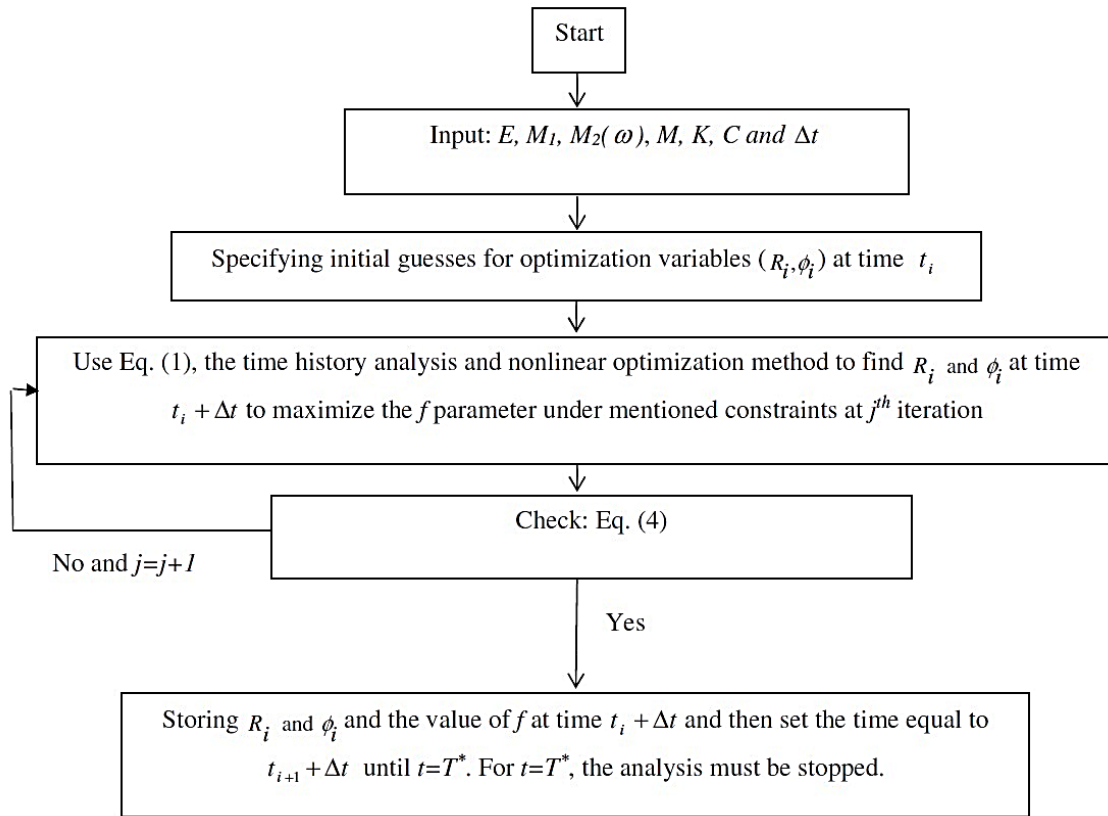 Start
Input: E, M₁, M₂(ω), M, K, C and Δt
Specifying initial guesses for optimization variables (Rᵢ,ϕᵢ) at time tᵢ
Use Eq. (1), the time history analysis and nonlinear optimization method to find Rᵢ and ϕᵢ at time
tᵢ + Δt to maximize the f parameter under mentioned constraints at jᵗʰ iteration
Check: Eq. (4)
No and j=j+1
Yes
Storing Rᵢ and ϕᵢ and the value of f at time tᵢ + Δt and then set the time equal to
tᵢ₊₁ + Δt until t=T*. For t=T*, the analysis must be stopped.